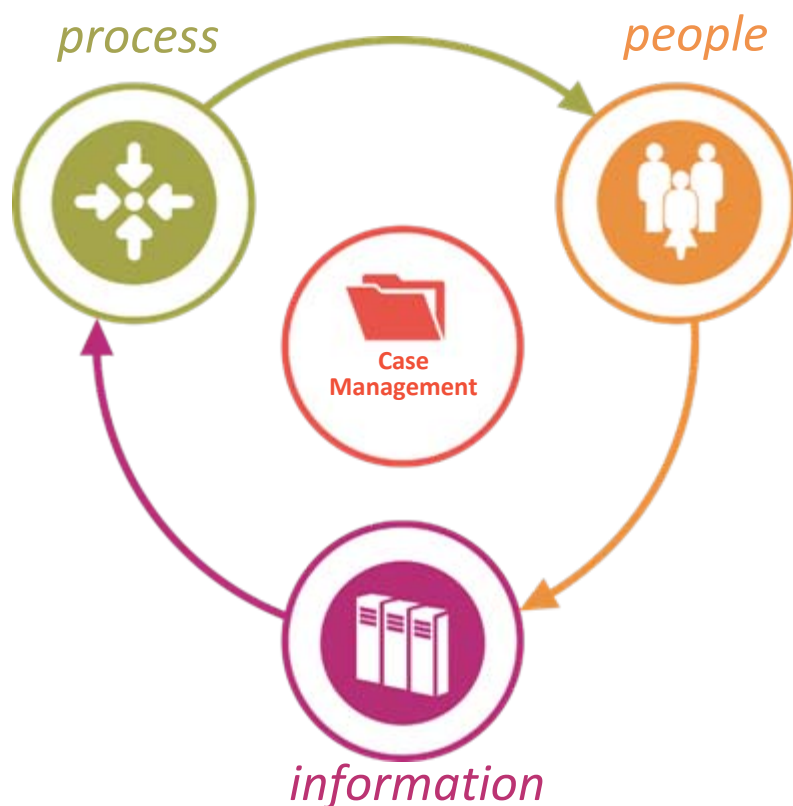 process
people
Case
Management
information